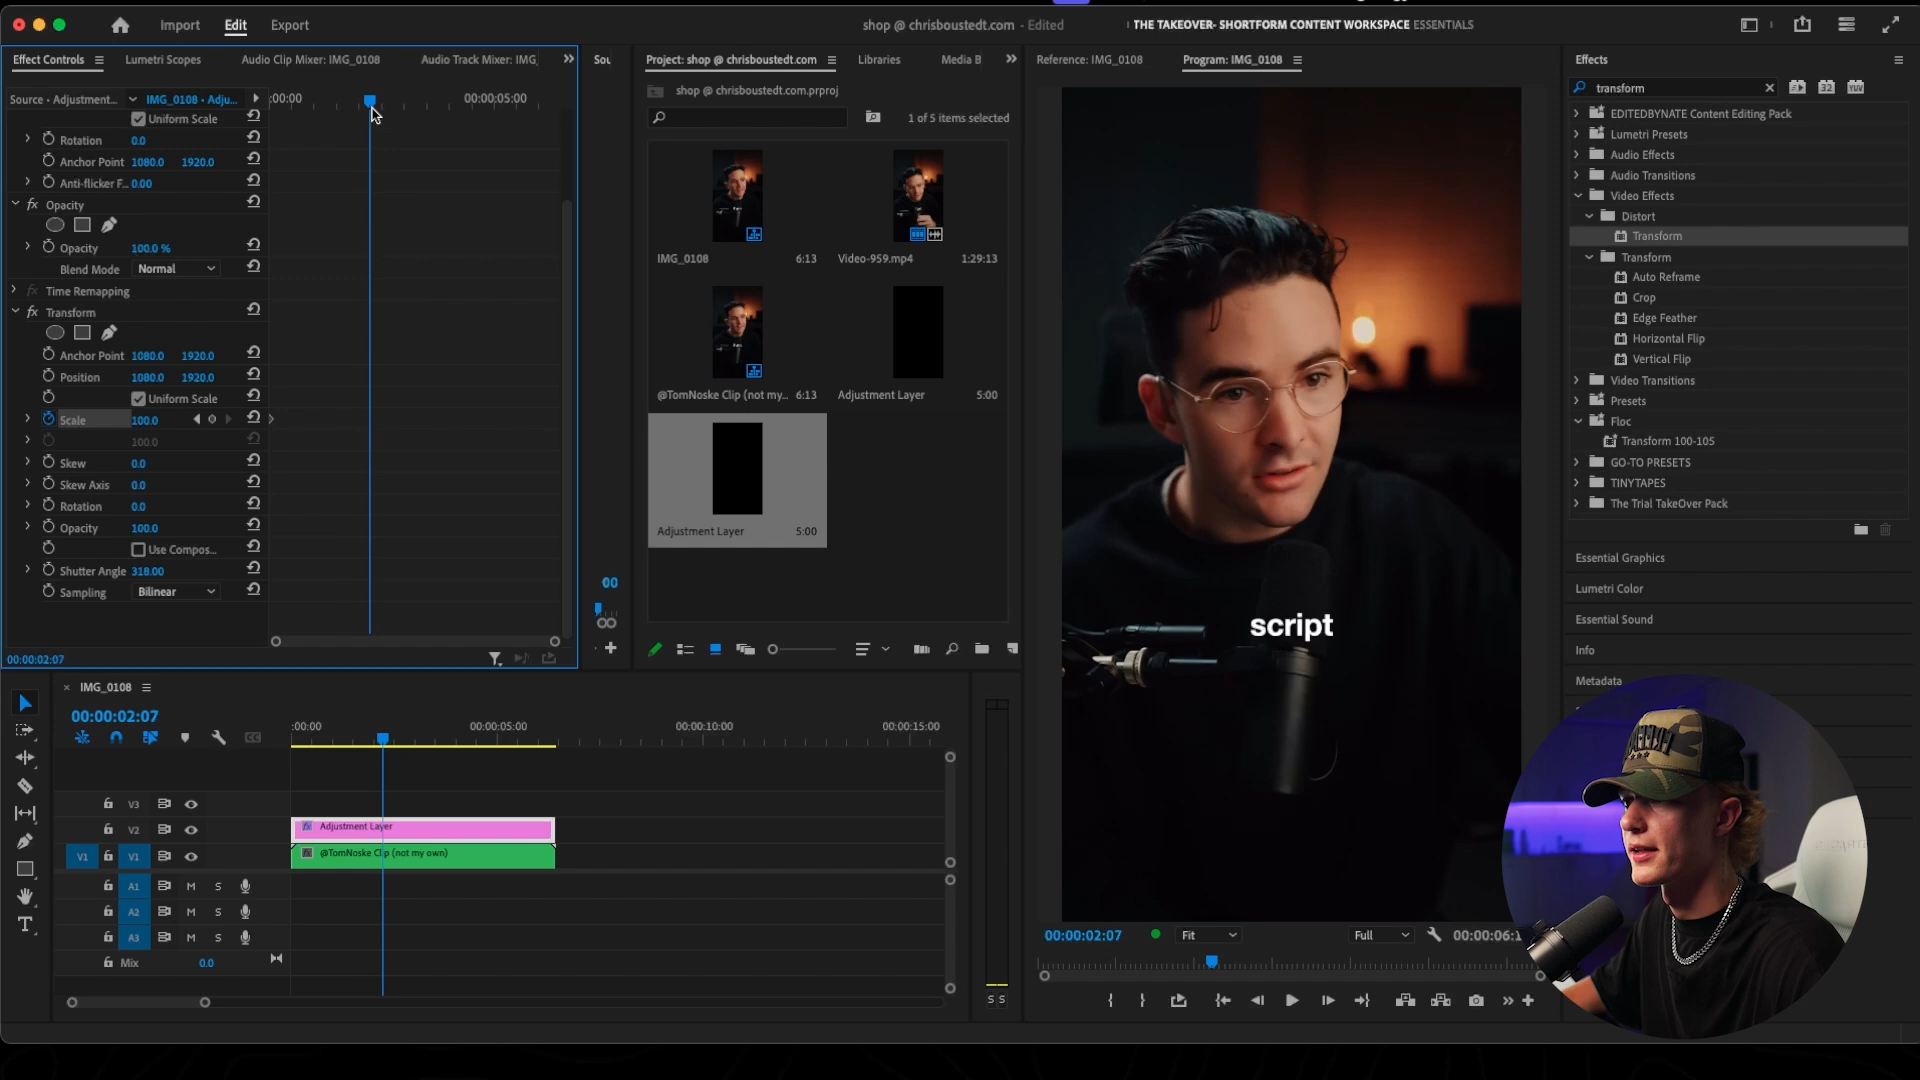 Import Edit Export
shop @ chrisboustedt.com - Edited
THE TAKEOVER- SHORTFORM CONTENT WORKSPACE ESSENTIALS
Effect Controls Lumetri Scopes Audio Clip Mixer: IMG_0108 Audio Track Mixer: IMG_
Source • Adjustment... IMG_0108 • Adju... :00:00 00:00:05:00
Uniform Scale
Rotation 0.0
Anchor Point 1080.0 1920.0
Anti-flicker F... 0.00
fx Opacity
Opacity 100.0 %
Blend Mode Normal
fx Time Remapping
fx Transform
Anchor Point 1080.0 1920.0
Position 1080.0 1920.0
Uniform Scale
Scale 100.0
100.0
Skew 0.0
Skew Axis 0.0
Rotation 0.0
Opacity 100.0
Use Compos...
Shutter Angle 318.00
Sampling Bilinear
00:00:02:07
Sou
00
Project: shop @ chrisboustedt.com Libraries Media B
shop @ chrisboustedt.com.prproj
1 of 5 items selected
IMG_0108 6:13 Video-959.mp4 1:29:13
@TomNoske Clip (not my... 6:13 Adjustment Layer 5:00
Adjustment Layer 5:00
Reference: IMG_0108 Program: IMG_0108
script
00:00:02:07 Fit Full 00:00:06:1
Effects
transform 32 YUV
EDITEDBYNATE Content Editing Pack
Lumetri Presets
Audio Effects
Audio Transitions
Video Effects
Distort
Transform
Transform
Auto Reframe
Crop
Edge Feather
Horizontal Flip
Vertical Flip
Video Transitions
Presets
Floc
Transform 100-105
GO-TO PRESETS
TINYTAPES
The Trial TakeOver Pack
Essential Graphics
Lumetri Color
Essential Sound
Info
Metadata
IMG_0108
00:00:02:07
:00:00 00:00:05:00 00:00:10:00 00:00:15:00
V3
V2 fx Adjustment Layer
V1 V1 @TomNoske Clip (not my own)
A1 M S
A2 M S
A3 M S
Mix 0.0
S S